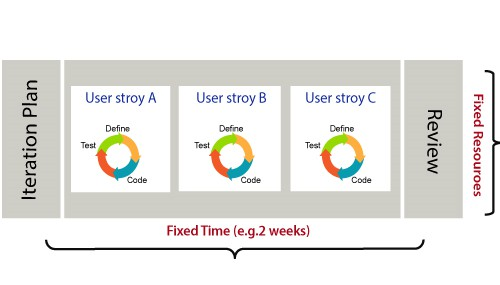 Iteration Plan
User stroy A
Define
Test
Code
User stroy B
Define
Test
Code
User stroy C
Define
Test
Code
Review
Fixed Resouroes
Fixed Time (e.g.2 weeks)